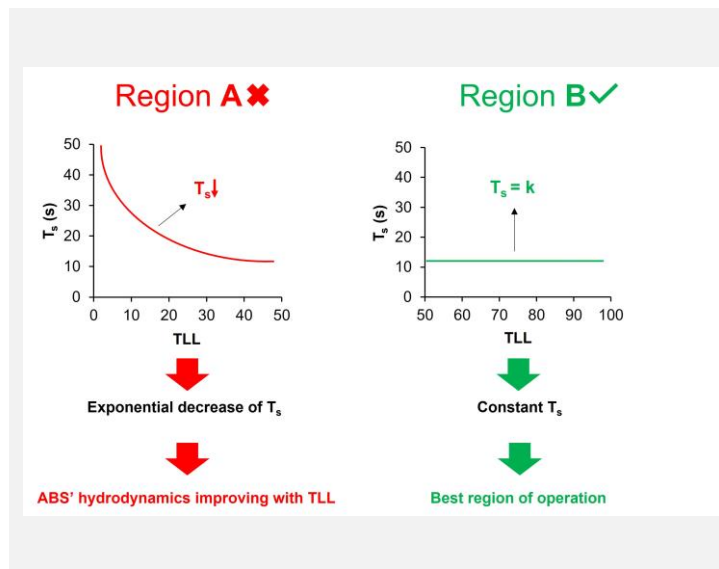 Region A ✖
50
40
30
20
10
0
Ts (s)
Ts↓
0 10 20 30 40 50
TLL
Exponential decrease of Ts
ABS' hydrodynamics improving with TLL
Region B ✓
50
40
30
20
10
0
Ts (s)
Ts = k
50 60 70 80 90 100
TLL
Constant Ts
Best region of operation